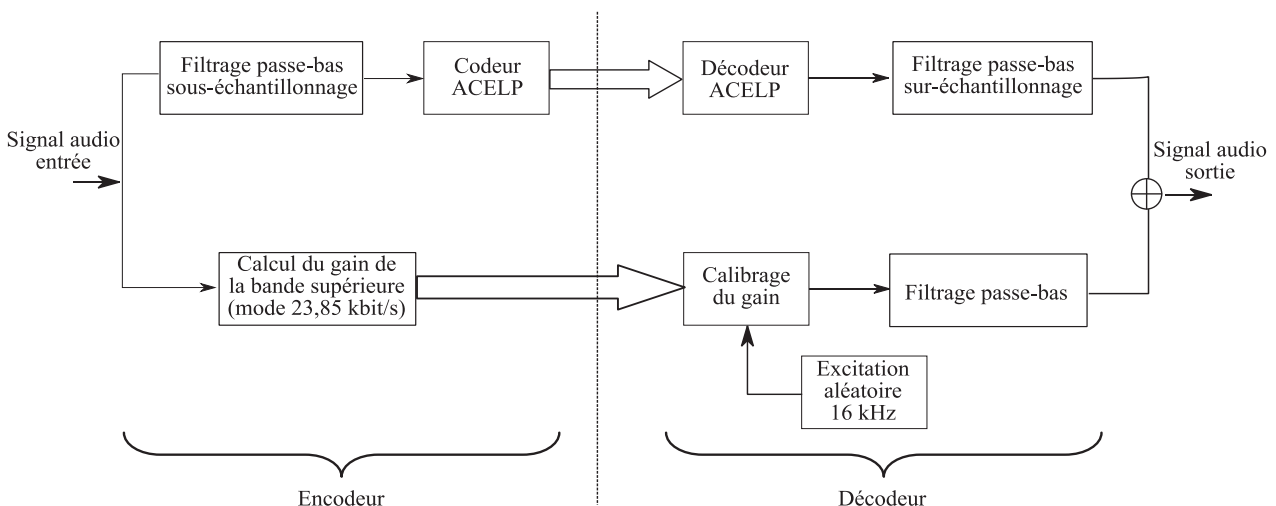 Filtrage passe-bas
sous-échantillonnage
Codeur
ACELP
Décodeur
ACELP
Filtrage passe-bas
sur-échantillonnage
Signal audio
entrée
Signal audio
sortie
Calcul du gain de
la bande supérieure
(mode 23,85 kbit/s)
Calibrage
du gain
Filtrage passe-bas
Excitation
aléatoire
16 kHz
Encodeur
Décodeur